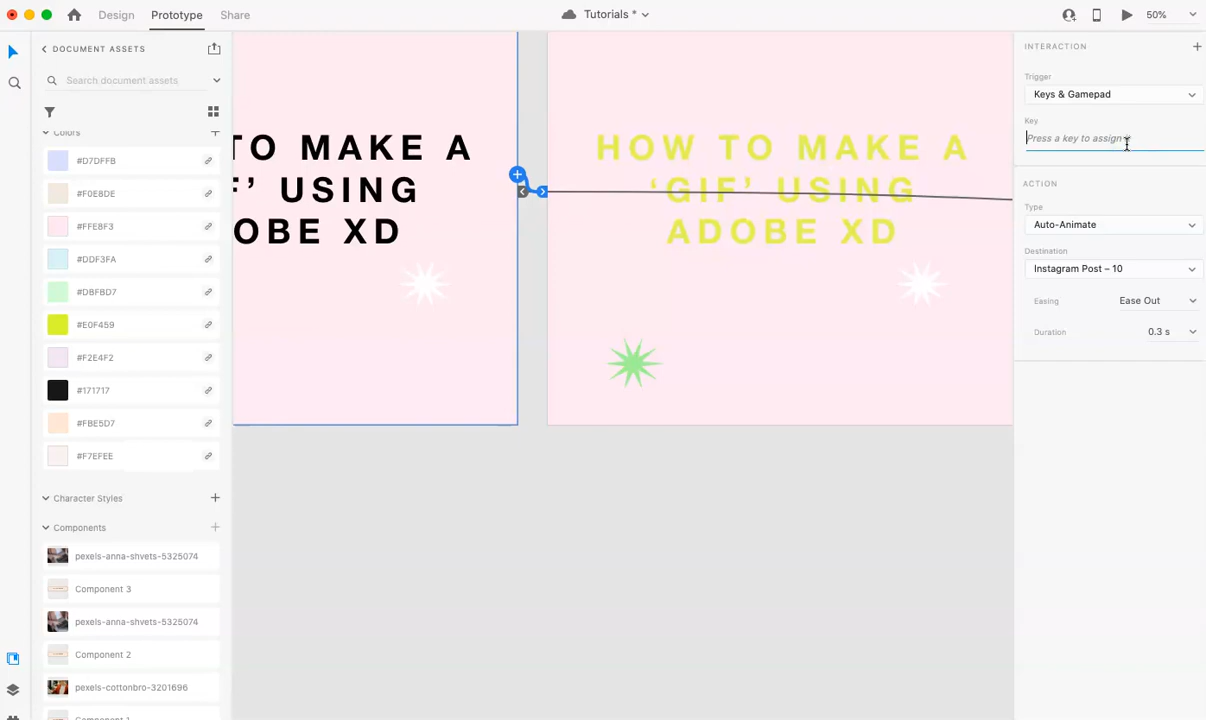 Design Prototype Share
Tutorials *
50%
DOCUMENT ASSETS
Search document assets
Colors
#D7DFFB
#F0E8DE
#FFE8F3
#DDF3FA
#DBFBD7
#E0F459
#F2E4F2
#171717
#FBE5D7
#F7EFEE
Character Styles
Components
pexels-anna-shvets-5325074
Component 3
pexels-anna-shvets-5325074
Component 2
pexels-cottonbro-3201696
Component 1
TO MAKE A
F’ USING
OBE XD
HOW TO MAKE A
‘GIF’ USING
ADOBE XD
INTERACTION
Trigger
Keys & Gamepad
Key
Press a key to assign
ACTION
Type
Auto-Animate
Destination
Instagram Post – 10
Easing Ease Out
Duration 0.3 s